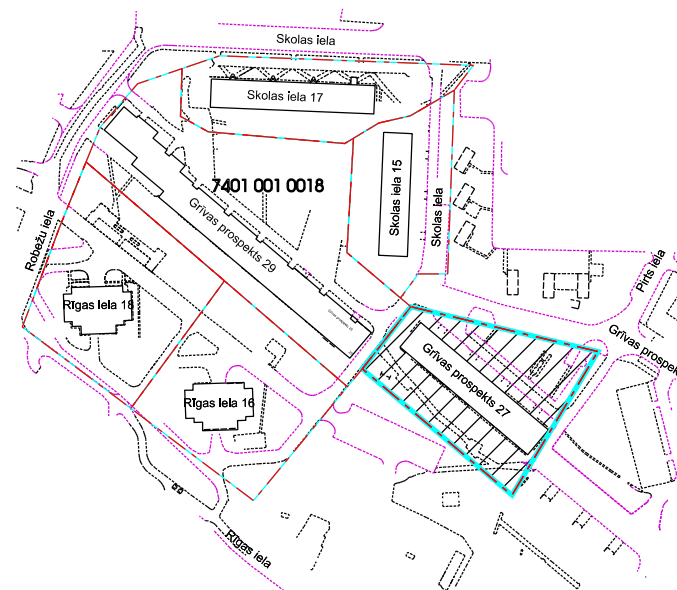 Skolas iela
Skolas iela 17
Skolas iela 15
Skolas iela
7401 001 0018
Grīvas prospekts 29
Robežu iela
Rīgas iela 18
Rīgas iela 16
Pirts iela
Grīvas prospek
Grīvas prospekts 27
Rīgas iela